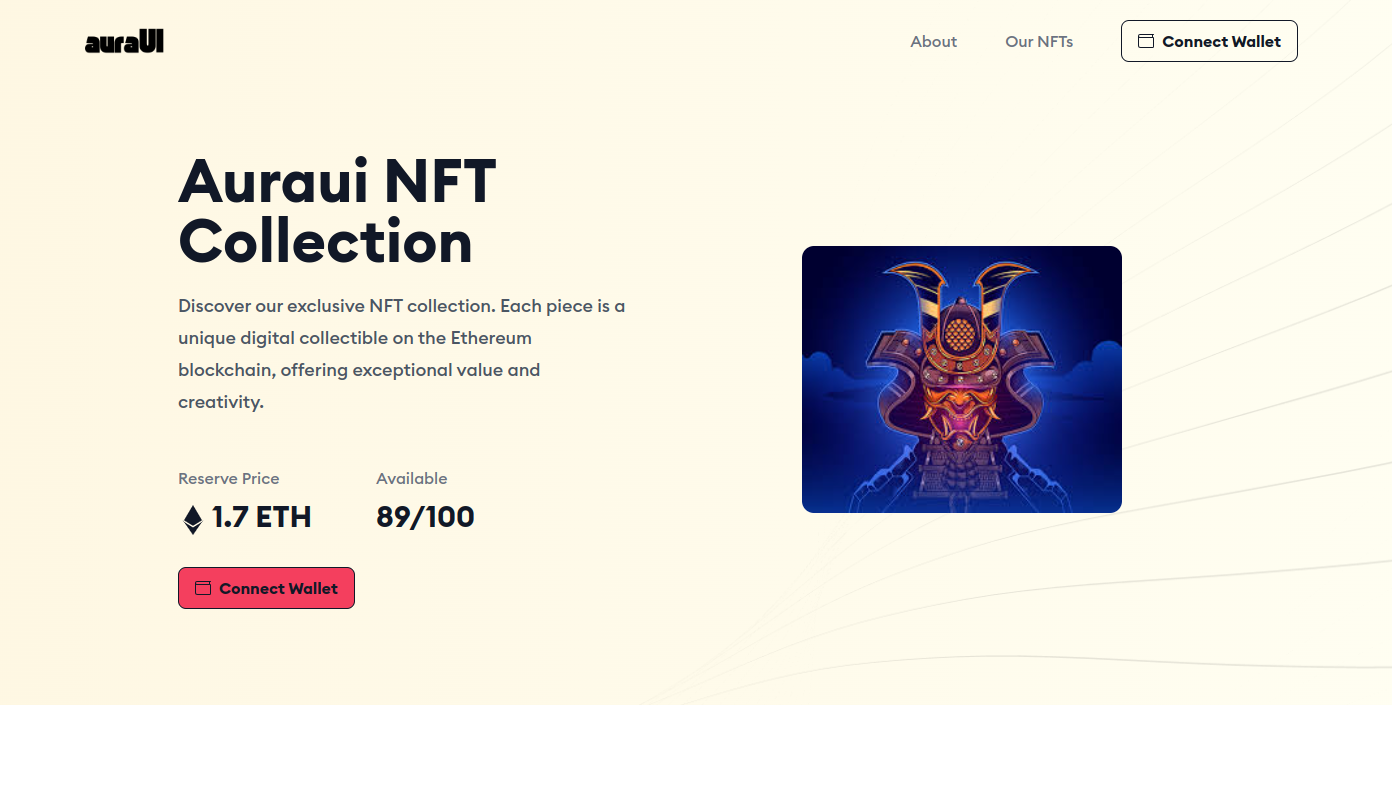 auraUI
About
Our NFTs
Connect Wallet
Auraui NFT
Collection
Discover our exclusive NFT collection. Each piece is a
unique digital collectible on the Ethereum
blockchain, offering exceptional value and
creativity.
Reserve Price
Available
1.7 ETH
89/100
Connect Wallet